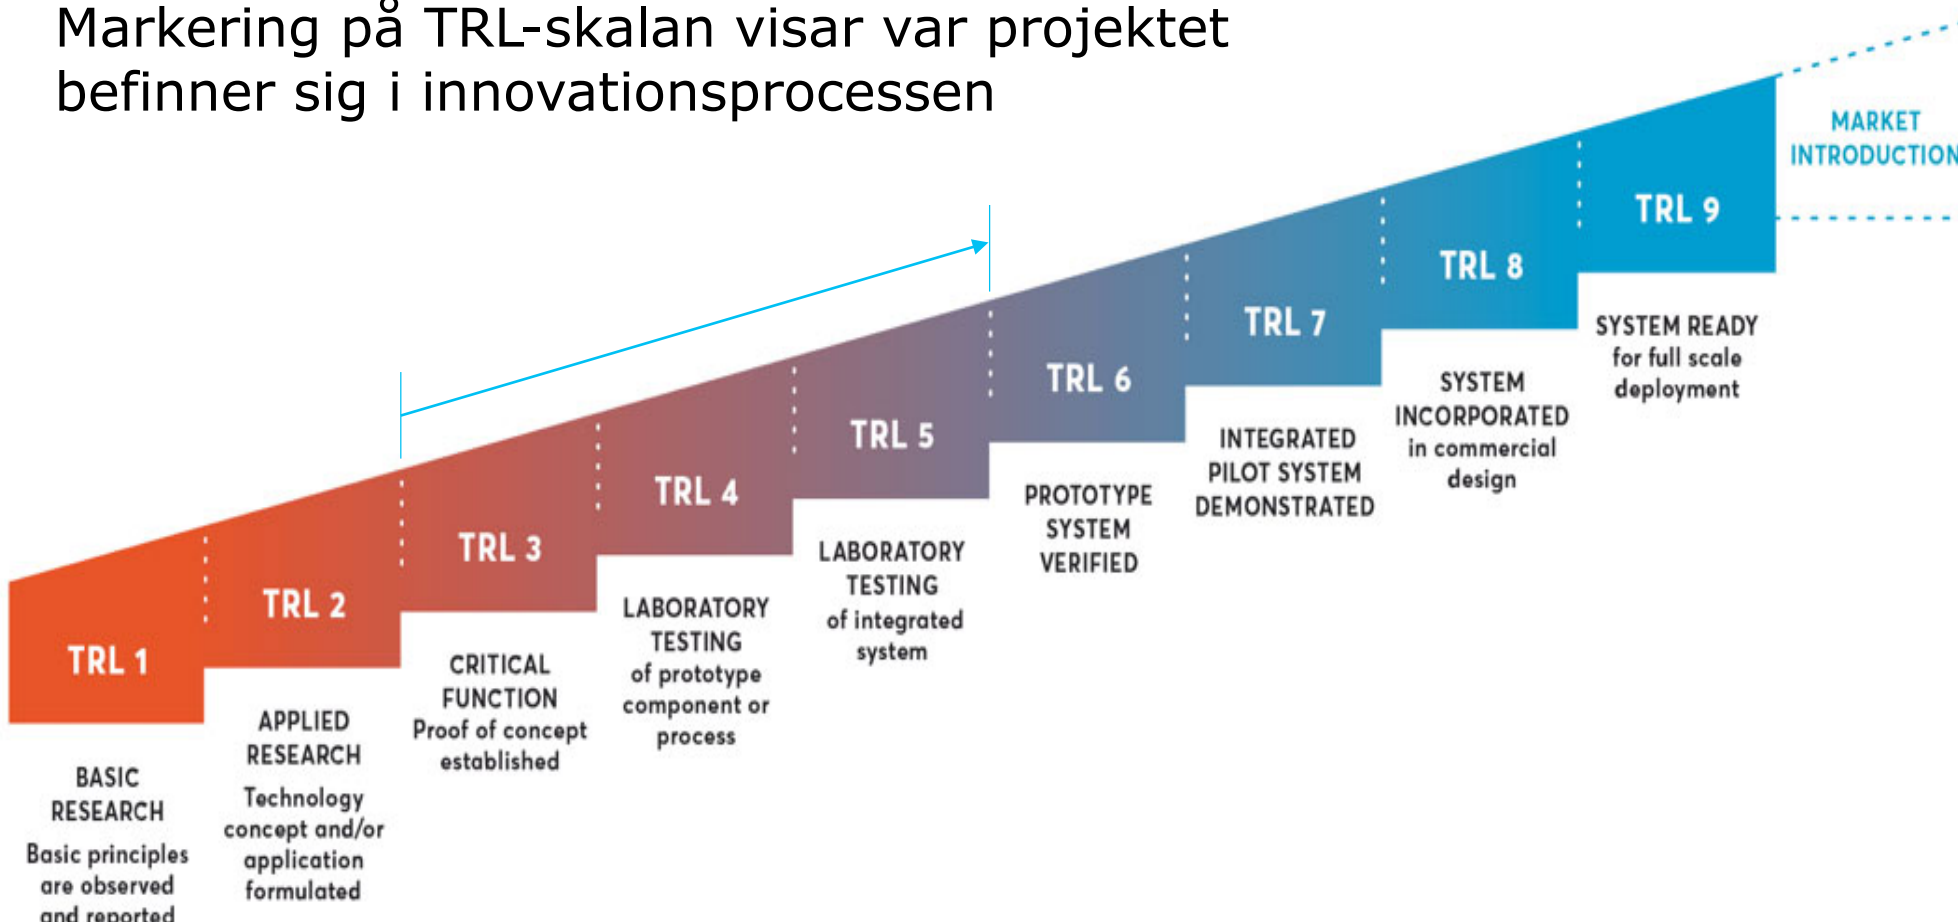 Markering på TRL-skalan visar var projektet
befinner sig i innovationsprocessen
TRL 1
BASIC
RESEARCH
Basic principles
are observed
and reported
TRL 2
APPLIED
RESEARCH
Technology
concept and/or
application
formulated
TRL 3
CRITICAL
FUNCTION
Proof of concept
established
TRL 4
LABORATORY
TESTING
of prototype
component or
process
TRL 5
LABORATORY
TESTING
of integrated
system
TRL 6
PROTOTYPE
SYSTEM
VERIFIED
TRL 7
INTEGRATED
PILOT SYSTEM
DEMONSTRATED
TRL 8
SYSTEM
INCORPORATED
in commercial
design
TRL 9
SYSTEM READY
for full scale
deployment
MARKET
INTRODUCTION